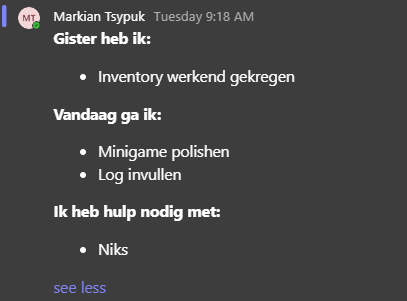 MT
Markian Tsypuk Tuesday 9:18 AM
Gister heb ik:
• Inventory werkend gekregen
Vandaag ga ik:
• Minigame polishen
• Log invullen
Ik heb hulp nodig met:
• Niks
see less